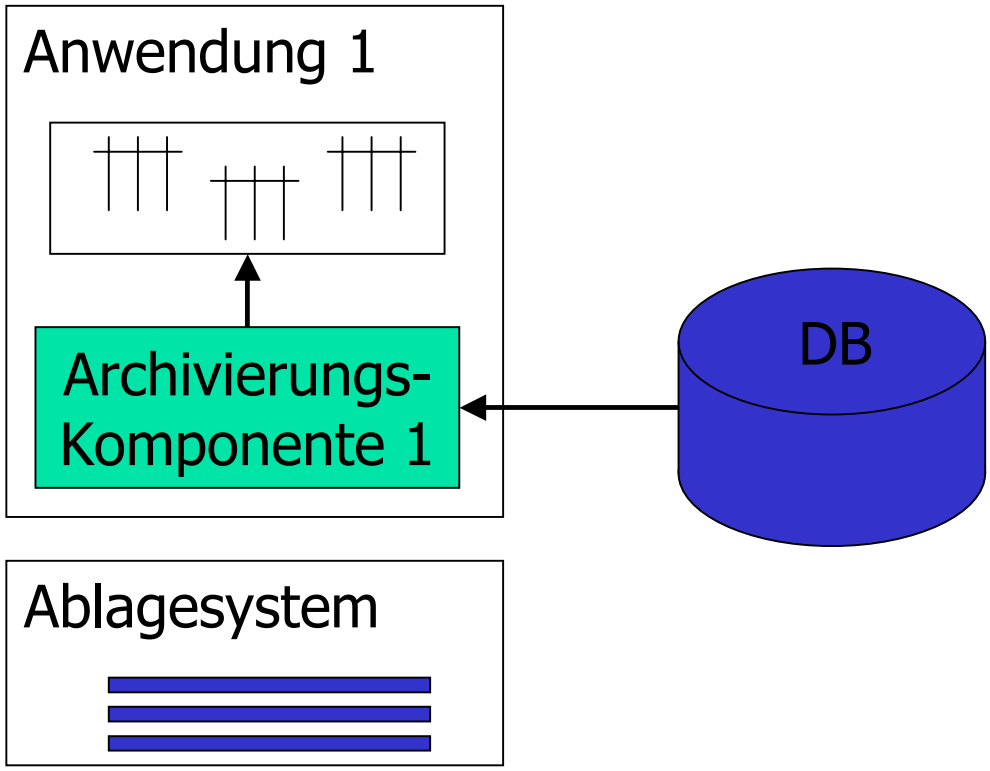 Anwendung 1
Archivierungs-
Komponente 1
DB
Ablagesystem